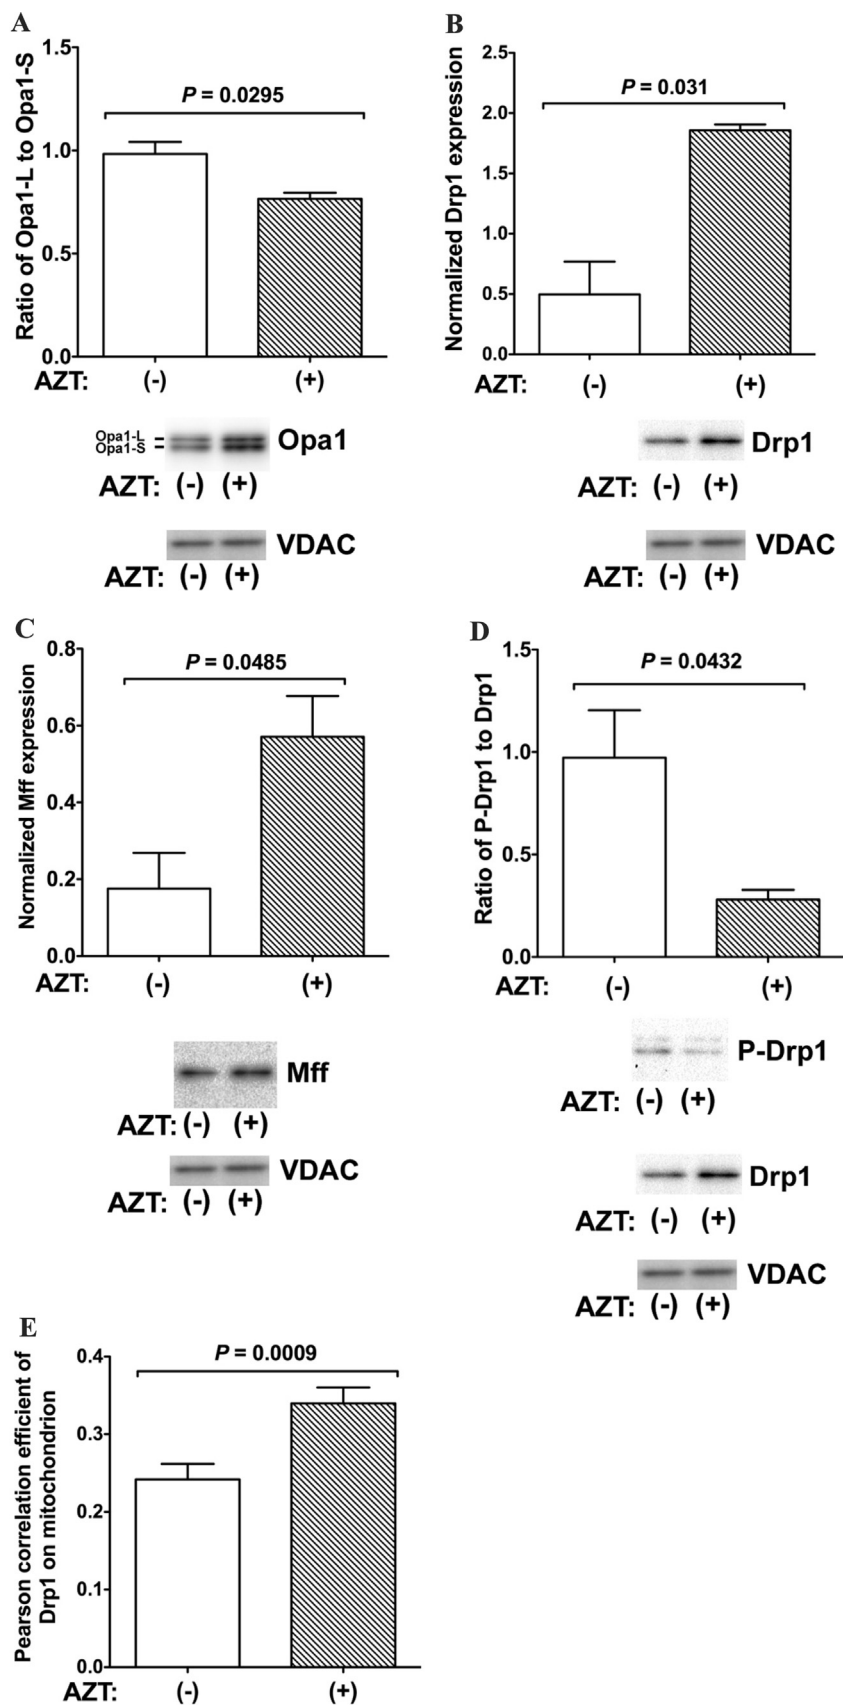 A
Ratio of Opa1-L to Opa1-S
1.5
1.0
0.5
0.0
P = 0.0295
AZT: (-) (+)
Opa1-L
Opa1-S
Opa1
AZT: (-) (+)
VDAC
AZT: (-) (+)
B
Normalized Drp1 expression
2.5
2.0
1.5
1.0
0.5
0.0
P = 0.031
AZT: (-) (+)
Drp1
AZT: (-) (+)
VDAC
AZT: (-) (+)
C
Normalized Mff expression
0.8
0.6
0.4
0.2
0.0
P = 0.0485
AZT: (-) (+)
Mff
AZT: (-) (+)
VDAC
AZT: (-) (+)
D
Ratio of P-Drp1 to Drp1
1.5
1.0
0.5
0.0
P = 0.0432
AZT: (-) (+)
P-Drp1
AZT: (-) (+)
Drp1
AZT: (-) (+)
VDAC
AZT: (-) (+)
E
Pearson correlation efficient of
Drp1 on mitochondrion
0.4
0.3
0.2
0.1
0.0
P = 0.0009
AZT: (-) (+)